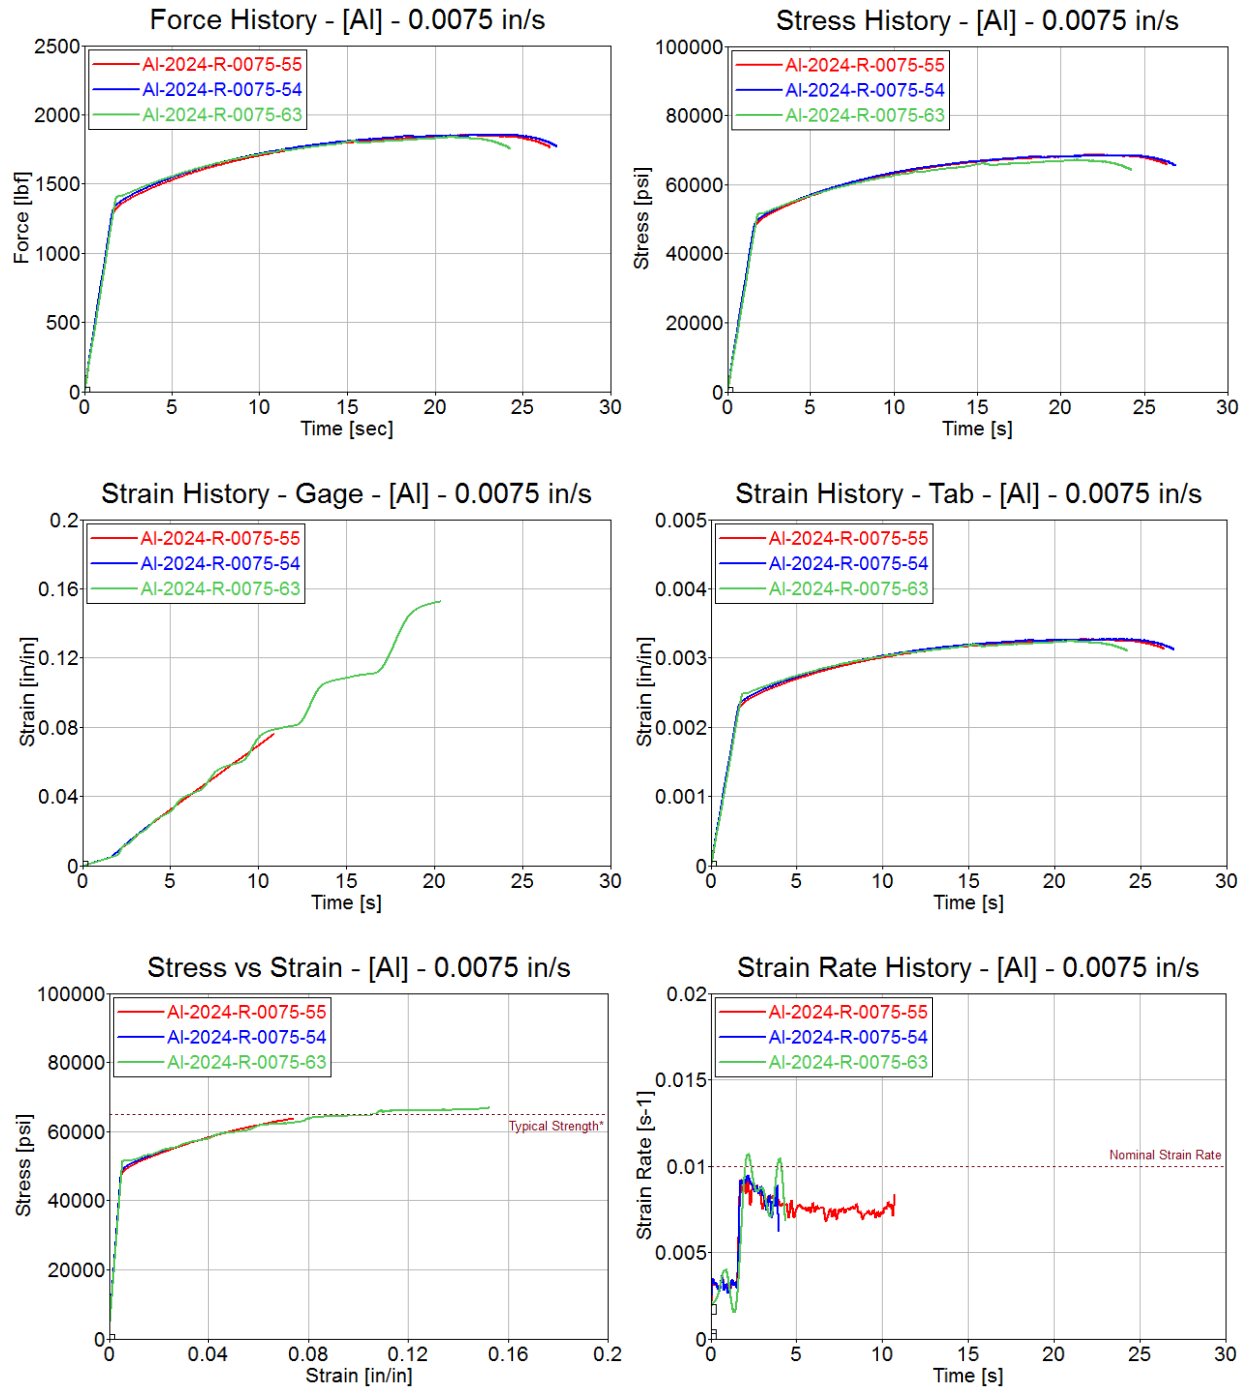 Force History - [Al] - 0.0075 in/s
2500
2000
1500
1000
500
0
Force [lbf]
Al-2024-R-0075-55
Al-2024-R-0075-54
Al-2024-R-0075-63
0 5 10 15 20 25 30
Time [sec]
Stress History - [Al] - 0.0075 in/s
100000
80000
60000
40000
20000
0
Stress [psi]
Al-2024-R-0075-55
Al-2024-R-0075-54
Al-2024-R-0075-63
0 5 10 15 20 25 30
Time [s]
Strain History - Gage - [Al] - 0.0075 in/s
0.2
0.16
0.12
0.08
0.04
0
Strain [in/in]
Al-2024-R-0075-55
Al-2024-R-0075-54
Al-2024-R-0075-63
0 5 10 15 20 25 30
Time [s]
Strain History - Tab - [Al] - 0.0075 in/s
0.005
0.004
0.003
0.002
0.001
0
Strain [in/in]
Al-2024-R-0075-55
Al-2024-R-0075-54
Al-2024-R-0075-63
0 5 10 15 20 25 30
Time [s]
Stress vs Strain - [Al] - 0.0075 in/s
100000
80000
60000
40000
20000
0
Stress [psi]
Al-2024-R-0075-55
Al-2024-R-0075-54
Al-2024-R-0075-63
Typical Strength*
0 0.04 0.08 0.12 0.16 0.2
Strain [in/in]
Strain Rate History - [Al] - 0.0075 in/s
0.02
0.015
0.01
0.005
0
Strain Rate [s-1]
Al-2024-R-0075-55
Al-2024-R-0075-54
Al-2024-R-0075-63
Nominal Strain Rate
0 5 10 15 20 25 30
Time [s]